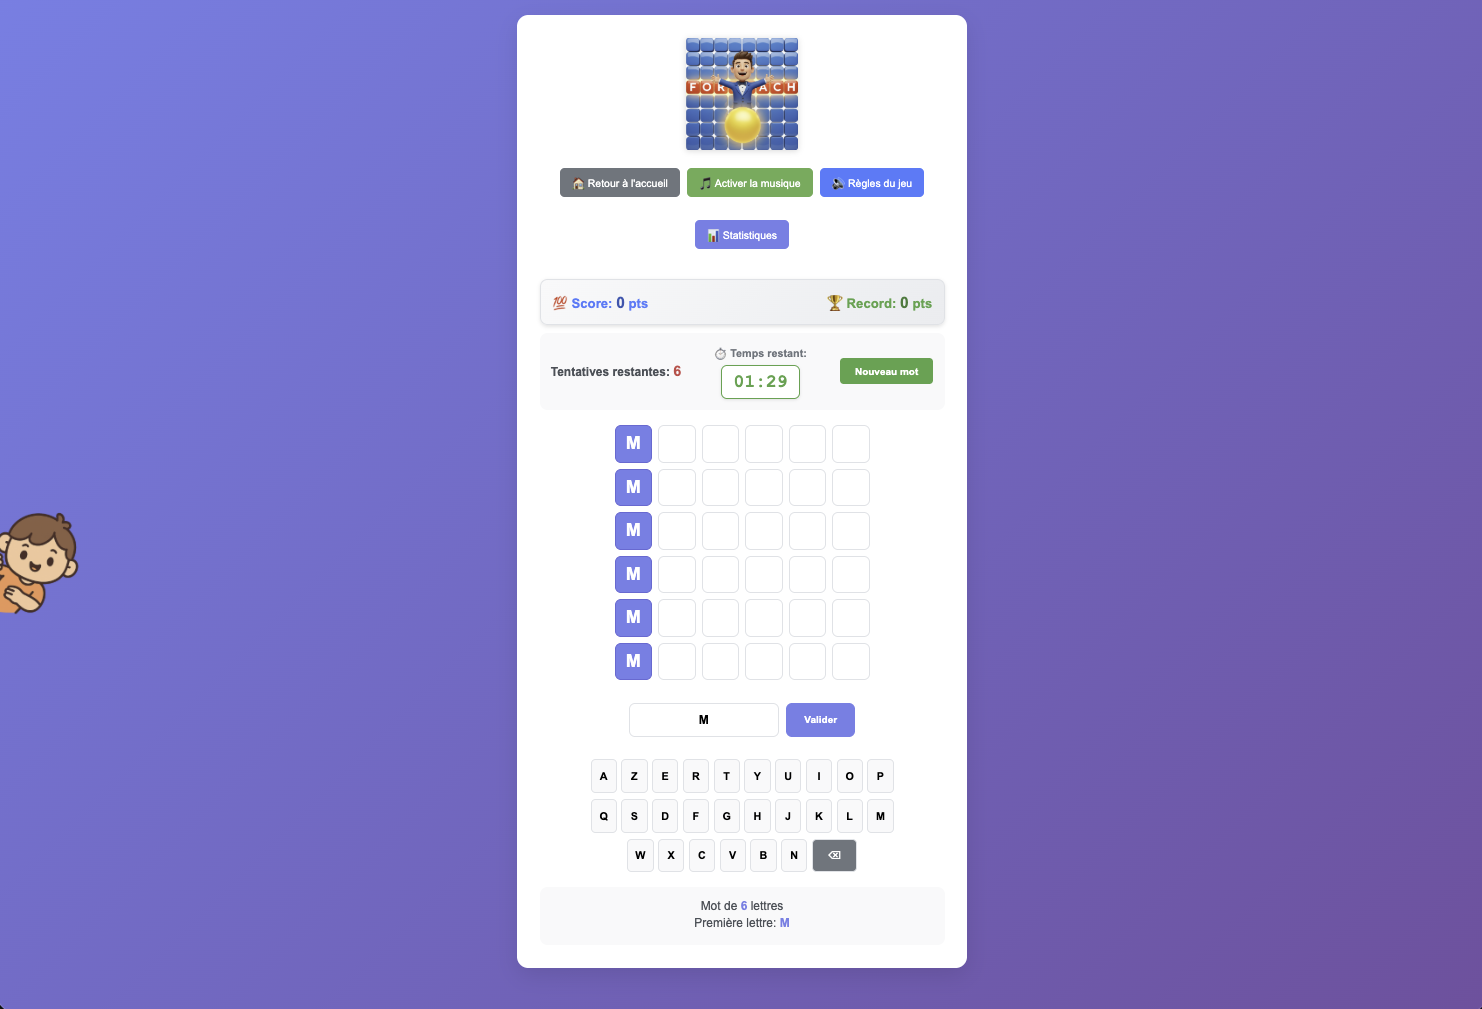 FOR ACH
🏠 Retour à l'accueil
🎵 Activer la musique
🔊 Règles du jeu
📊 Statistiques
💯 Score: 0 pts
🏆 Record: 0 pts
Tentatives restantes: 6
⏱ Temps restant:
01:29
Nouveau mot
M
M
M
M
M
M
M
Valider
A Z E R T Y U I O P
Q S D F G H J K L M
W X C V B N ⌫
Mot de 6 lettres
Première lettre: M